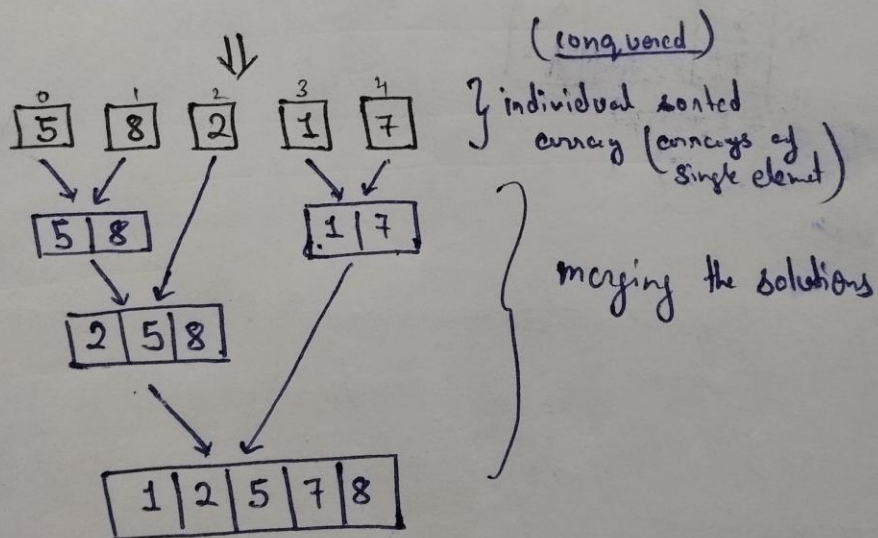 (conquered)
0 1 2 3 4
5 8 2 1 7
individual sorted
array (arrays of
single elemet)
5 8 1 7
merging the solutions
2 5 8
1 2 5 7 8